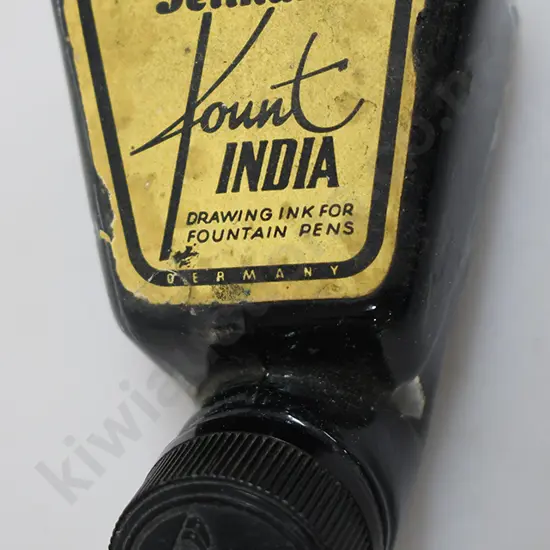 Fount
INDIA
DRAWING INK FOR
FOUNTAIN PENS
GERMANY